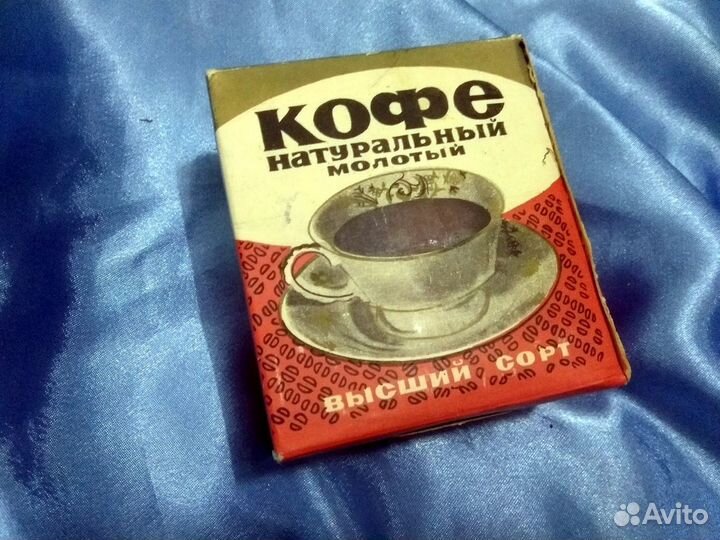 Кофе
натуральный
молотый
высший сорт
Avito